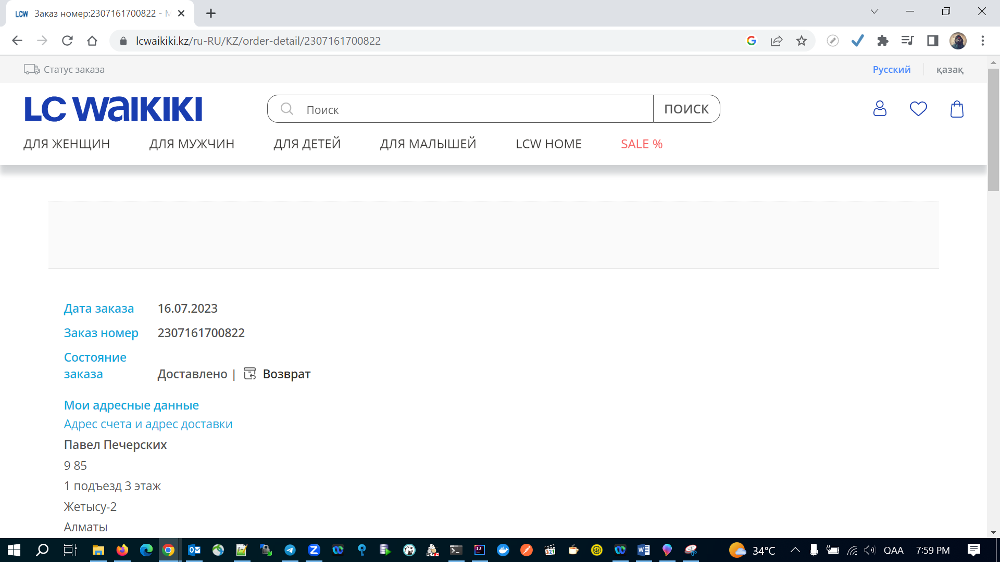 LCW Заказ номер:2307161700822 -
lcwaikiki.kz/ru-RU/KZ/order-detail/2307161700822
Статус заказа
Русский
қазақ
LC WAIKIKI
Поиск
ПОИСК
ДЛЯ ЖЕНЩИН ДЛЯ МУЖЧИН ДЛЯ ДЕТЕЙ ДЛЯ МАЛЫШЕЙ LCW HOME SALE %
Дата заказа 16.07.2023
Заказ номер 2307161700822
Состояние
заказа Доставлено | Возврат
Мои адресные данные
Адрес счета и адрес доставки
Павел Печерских
9 85
1 подъезд 3 этаж
Жетысу-2
Алматы
34°C QAA 7:59 PM